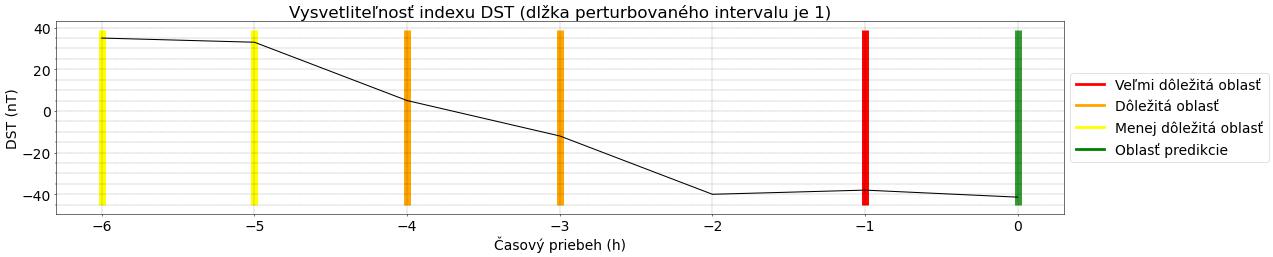 Vysvetliteľnosť indexu DST (dlžka perturbovaného intervalu je 1)
DST (nT)
40
20
0
−20
−40
−6 −5 −4 −3 −2 −1 0
Časový priebeh (h)
Veľmi dôležitá oblasť
Dôležitá oblasť
Menej dôležitá oblasť
Oblasť predikcie